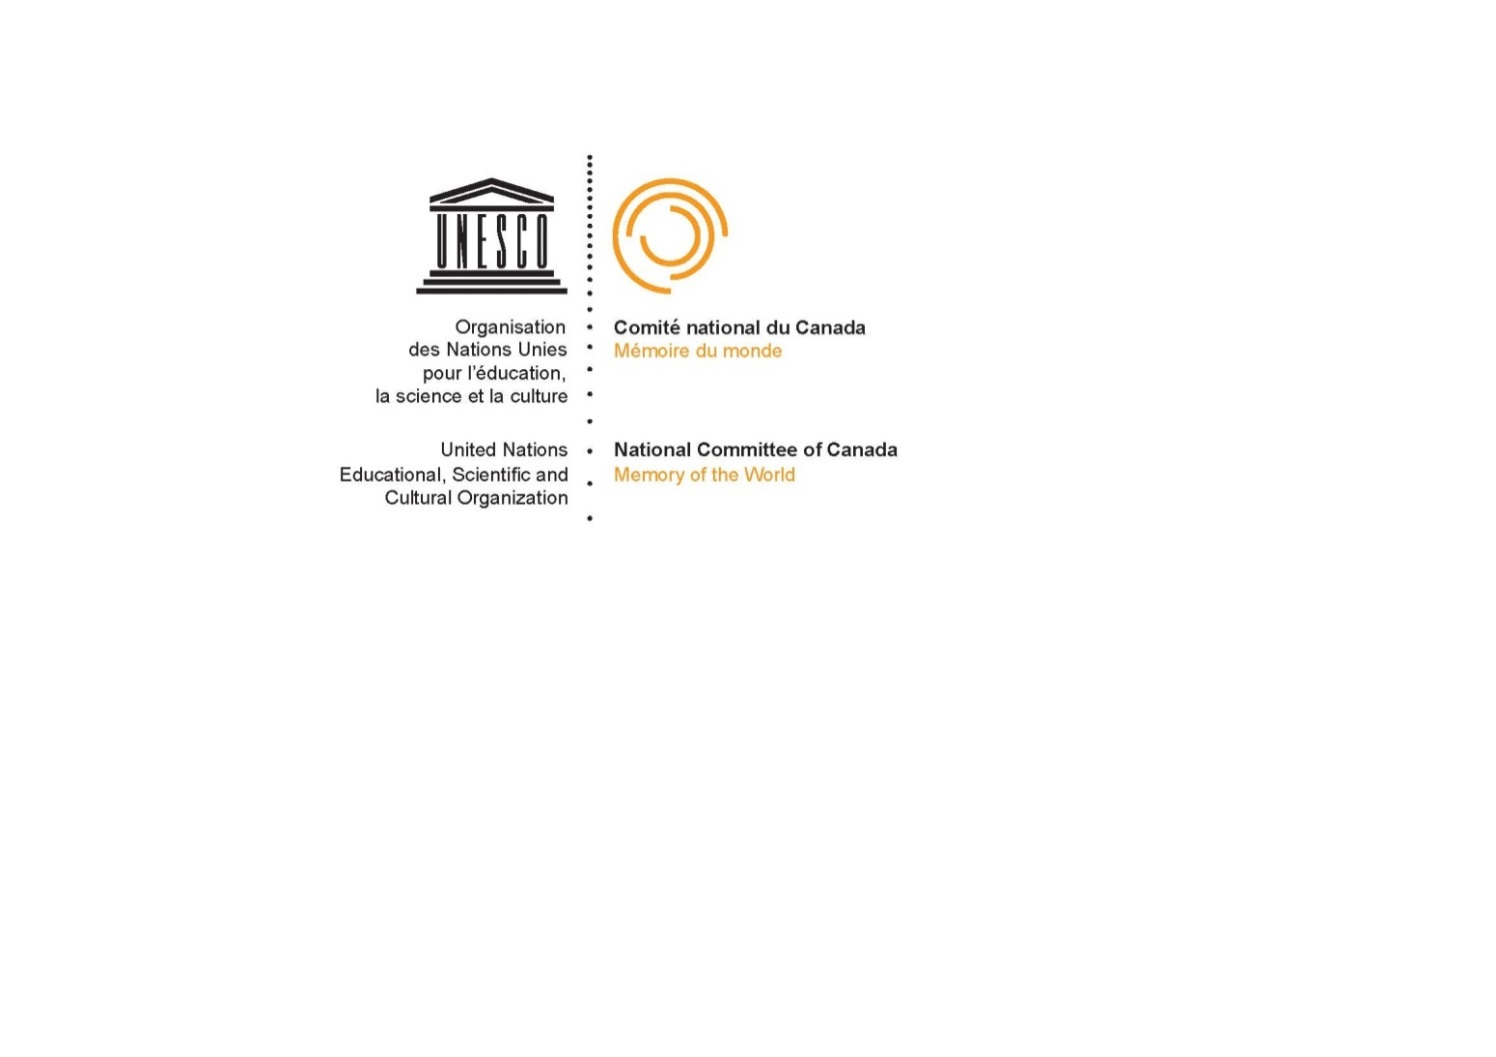 UNESCO
Organisation
des Nations Unies
pour l'éducation,
la science et la culture
Comité national du Canada
Mémoire du monde
United Nations
Educational, Scientific and
Cultural Organization
National Committee of Canada
Memory of the World